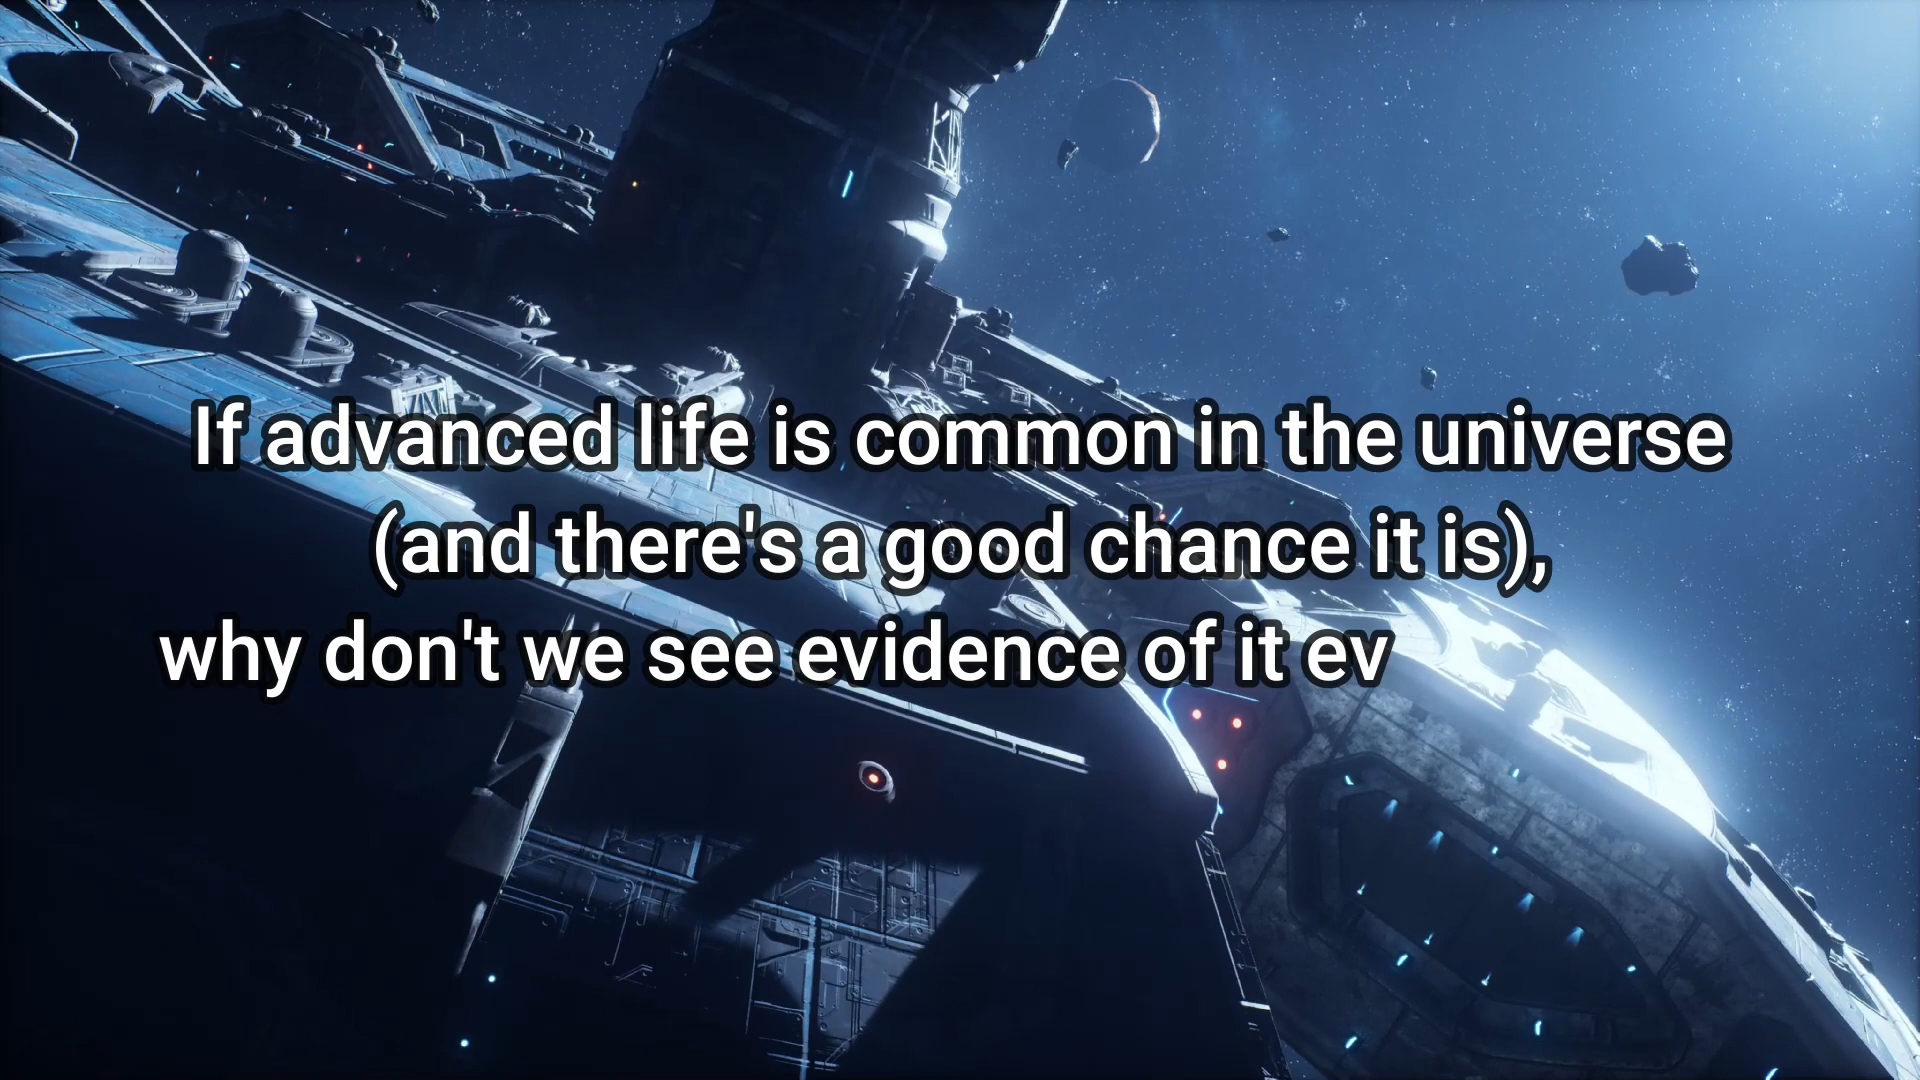 If advanced life is common in the universe
(and there's a good chance it is),
why don't we see evidence of it ev